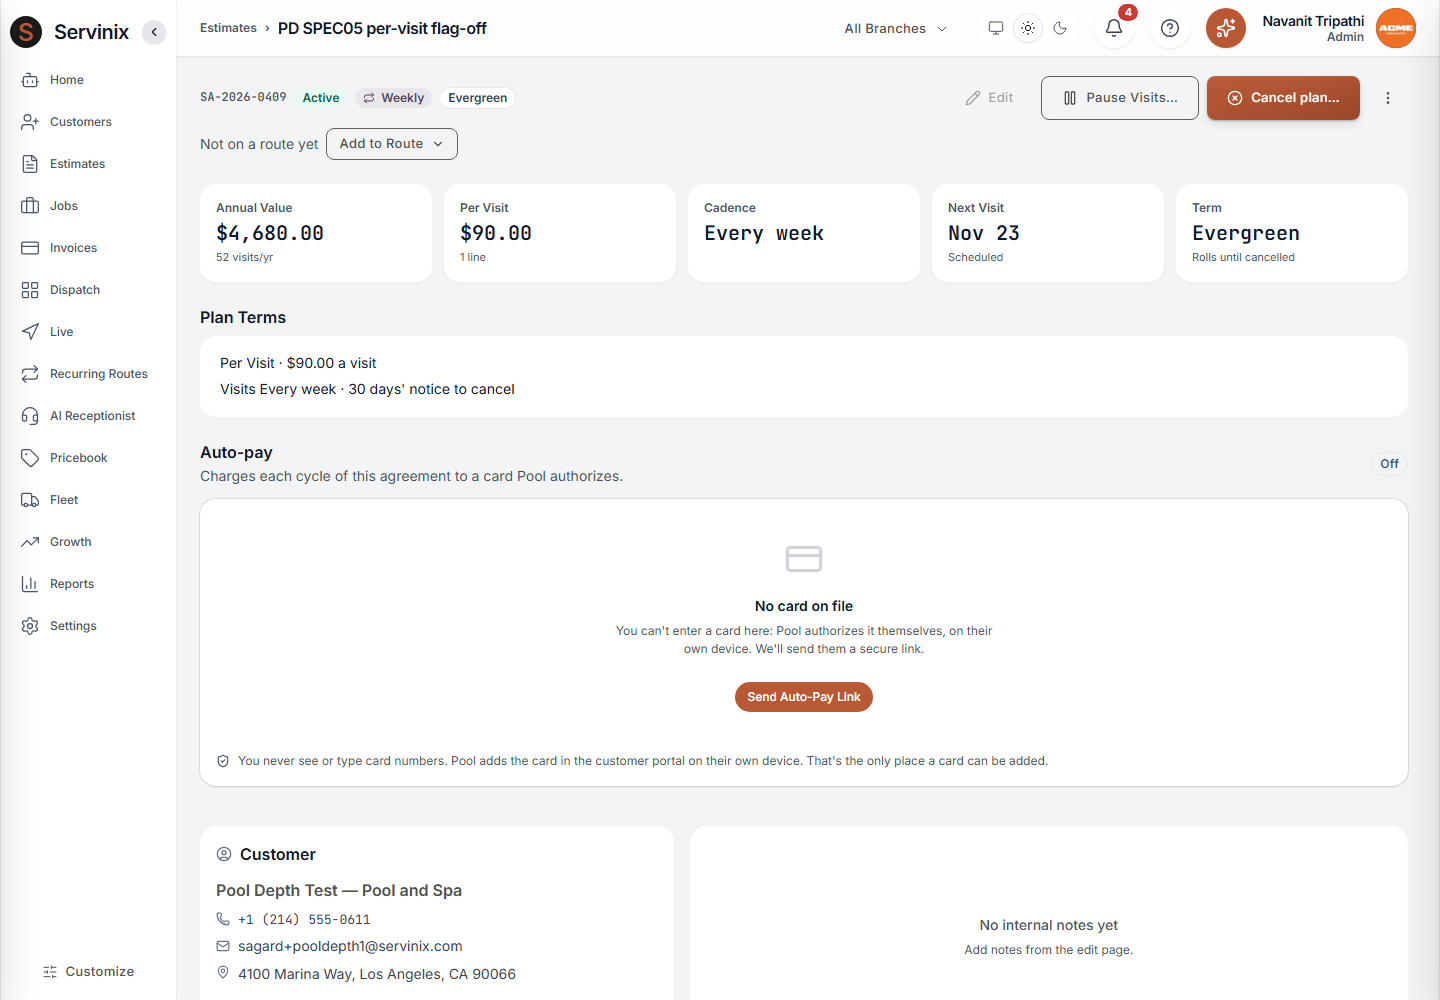 S Servinix
Home
Customers
Estimates
Jobs
Invoices
Dispatch
Live
Recurring Routes
AI Receptionist
Pricebook
Fleet
Growth
Reports
Settings
Customize
Estimates › PD SPEC05 per-visit flag-off
All Branches
4
Navanit Tripathi
Admin
ACME
SA-2026-0409 Active Weekly Evergreen
Edit
Pause Visits...
Cancel plan...
Not on a route yet Add to Route
Annual Value
$4,680.00
52 visits/yr
Per Visit
$90.00
1 line
Cadence
Every week
Next Visit
Nov 23
Scheduled
Term
Evergreen
Rolls until cancelled
Plan Terms
Per Visit · $90.00 a visit
Visits Every week · 30 days' notice to cancel
Auto-pay
Charges each cycle of this agreement to a card Pool authorizes.
Off
No card on file
You can't enter a card here: Pool authorizes it themselves, on their
own device. We'll send them a secure link.
Send Auto-Pay Link
You never see or type card numbers. Pool adds the card in the customer portal on their own device. That's the only place a card can be added.
Customer
Pool Depth Test — Pool and Spa
+1 (214) 555-0611
sagard+pooldepth1@servinix.com
4100 Marina Way, Los Angeles, CA 90066
No internal notes yet
Add notes from the edit page.